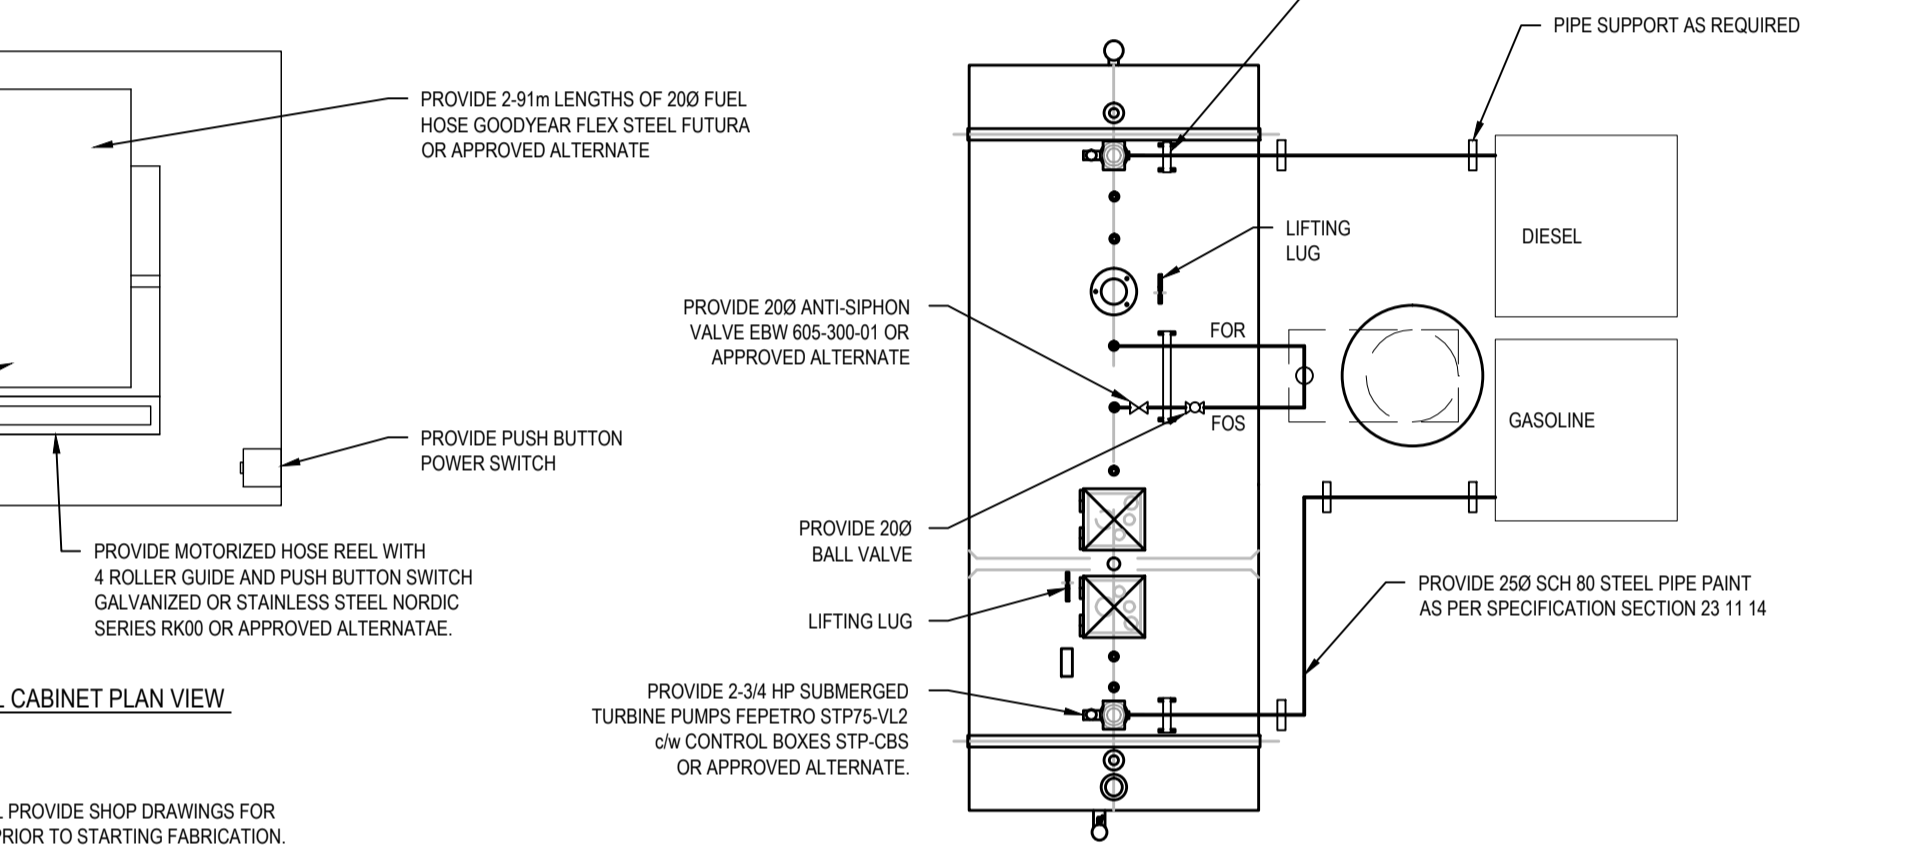 PROVIDE 2-91m LENGTHS OF 20Ø FUEL
HOSE GOODYEAR FLEX STEEL FUTURA
OR APPROVED ALTERNATE
PROVIDE PUSH BUTTON
POWER SWITCH
PROVIDE MOTORIZED HOSE REEL WITH
4 ROLLER GUIDE AND PUSH BUTTON SWITCH
GALVANIZED OR STAINLESS STEEL NORDIC
SERIES RK00 OR APPROVED ALTERNATAE.
L CABINET PLAN VIEW
L PROVIDE SHOP DRAWINGS FOR
PRIOR TO STARTING FABRICATION.
PROVIDE 20Ø ANTI-SIPHON
VALVE EBW 605-300-01 OR
APPROVED ALTERNATE
PROVIDE 20Ø
BALL VALVE
LIFTING LUG
PROVIDE 2-3/4 HP SUBMERGED
TURBINE PUMPS FEPETRO STP75-VL2
c/w CONTROL BOXES STP-CBS
OR APPROVED ALTERNATE.
PIPE SUPPORT AS REQUIRED
LIFTING
LUG
FOR
FOS
DIESEL
GASOLINE
PROVIDE 25Ø SCH 80 STEEL PIPE PAINT
AS PER SPECIFICATION SECTION 23 11 14